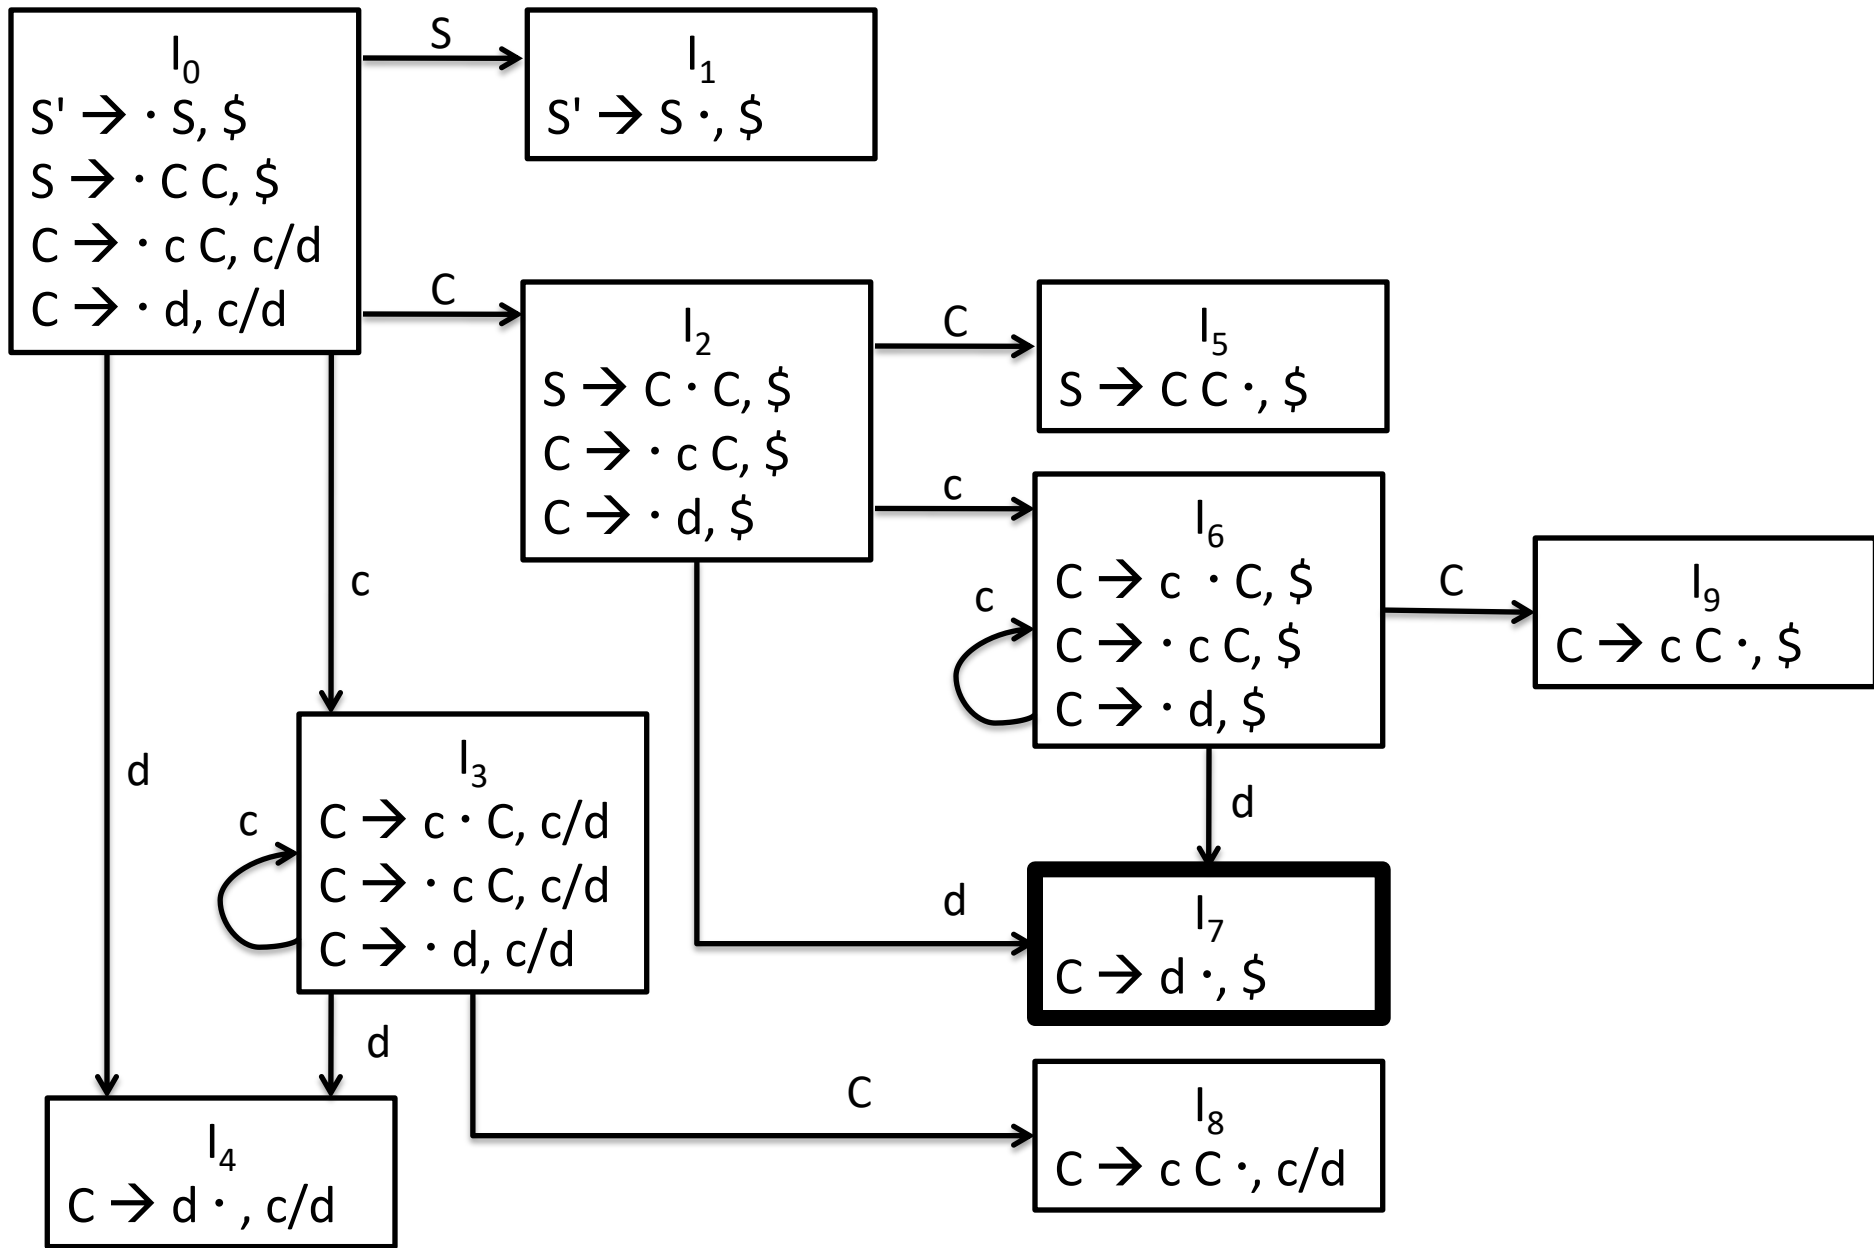 I0
S' → · S, $
S → · C C, $
C → · c C, c/d
C → · d, c/d
S
I1
S' → S ·, $
C
I2
S → C · C, $
C → · c C, $
C → · d, $
C
I5
S → C C ·, $
c
I6
C → c · C, $
C → · c C, $
C → · d, $
c
C
I9
C → c C ·, $
c
d
I3
C → c · C, c/d
C → · c C, c/d
C → · d, c/d
c
d
d
I7
C → d ·, $
d
C
I8
C → c C ·, c/d
I4
C → d · , c/d